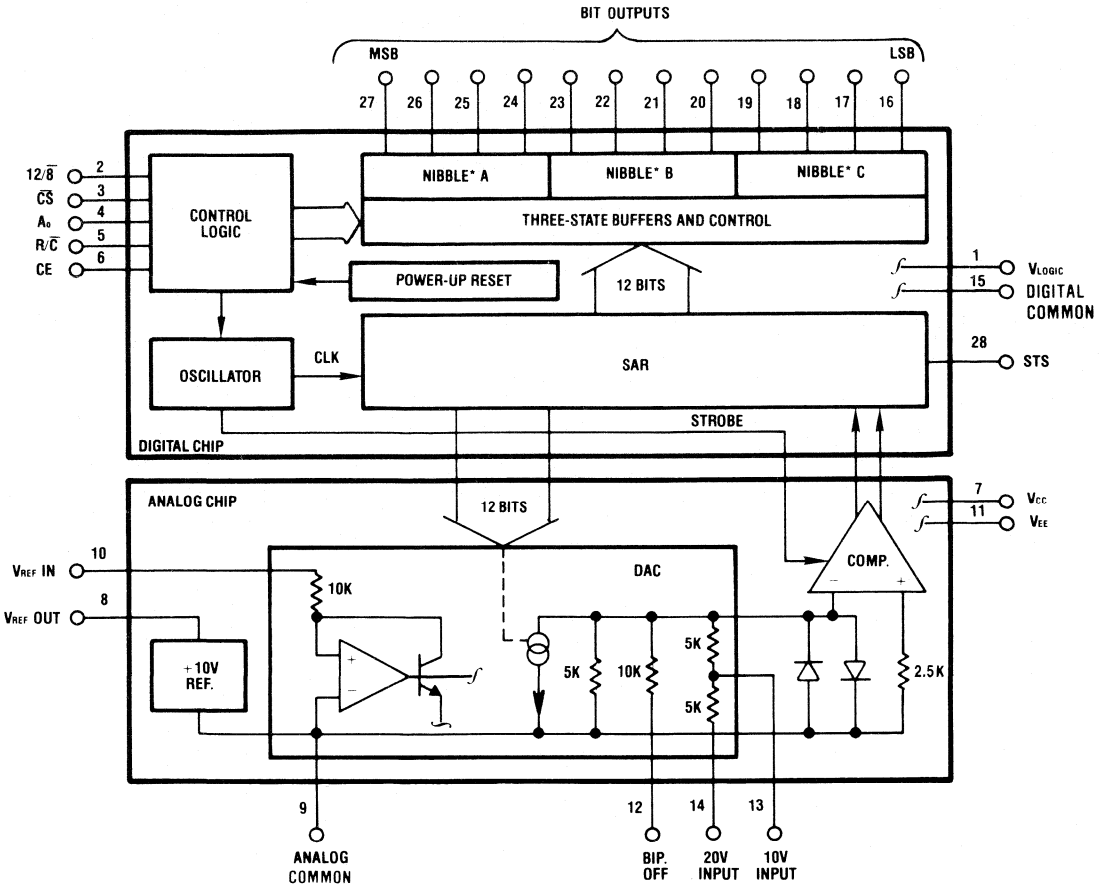 BIT OUTPUTS
MSB
LSB
27
26
25
24
23
22
21
20
19
18
17
16
12/8̅
2
C̅S̅
3
A₀
4
R/C̅
5
CE
6
CONTROL
LOGIC
NIBBLE* A
NIBBLE* B
NIBBLE* C
THREE-STATE BUFFERS AND CONTROL
POWER-UP RESET
12 BITS
1
VLOGIC
15
DIGITAL
COMMON
OSCILLATOR
CLK
SAR
28
STS
STROBE
DIGITAL CHIP
ANALOG CHIP
12 BITS
7
VCC
11
VEE
COMP.
−
+
10
VREF IN
8
VREF OUT
DAC
10K
+10V
REF.
+
−
5K
10K
5K
5K
2.5K
9
12
14
13
ANALOG
COMMON
BIP.
OFF
20V
INPUT
10V
INPUT